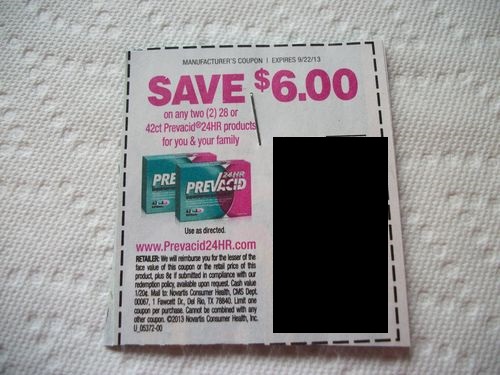 MANUFACTURER'S COUPON | EXPIRES 9/22/13
SAVE $6.00
on any two (2) 28 or
42ct Prevacid®24HR products
for you & your family
PRE
24HR
PREVACID
42
Use as directed.
www.Prevacid24HR.com
RETAILER: We will reimburse you for the lesser of the
face value of this coupon or the retail price of this
product, plus 8¢ if submitted in compliance with our
redemption policy, available upon request. Cash value
1/20¢. Mail to: Novartis Consumer Health, CMS Dept.
00067, 1 Fawcett Dr., Del Rio, TX 78840. Limit one
coupon per purchase. Cannot be combined with any
other coupon. ©2013 Novartis Consumer Health, Inc.
U_05372-00